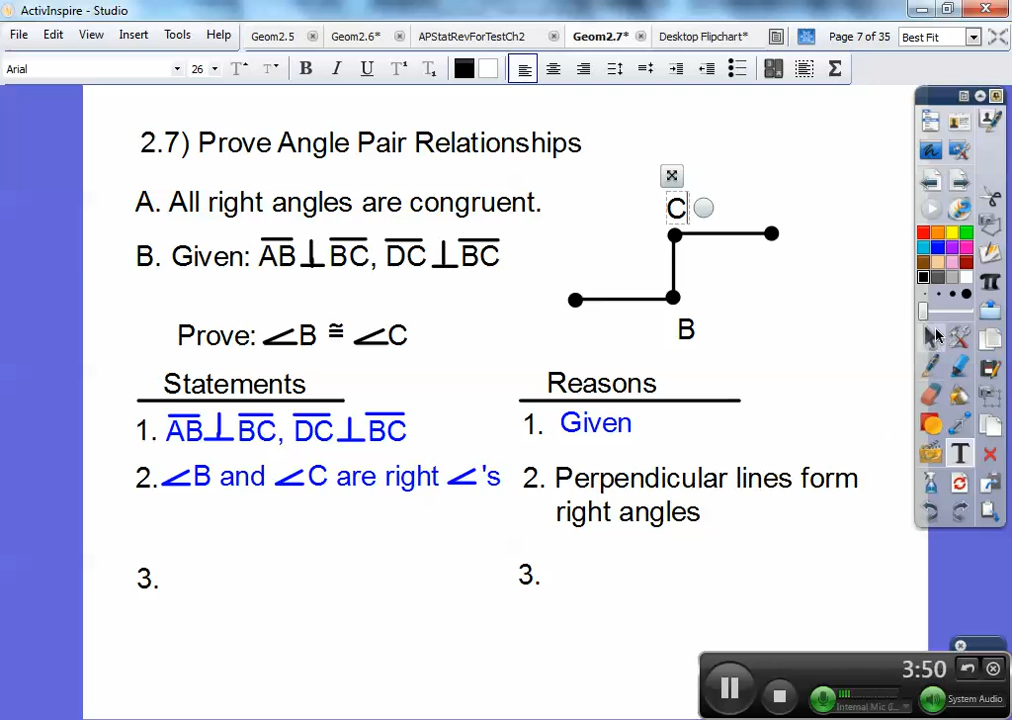 ActivInspire - Studio
File Edit View Insert Tools Help
Geom2.5 Geom2.6* APStatRevForTestCh2 Geom2.7* Desktop Flipchart* Page 7 of 35 Best Fit
Arial 26 T T B I U T¹ T₁ Σ
2.7) Prove Angle Pair Relationships
A. All right angles are congruent.
C
B. Given: AB⊥BC, DC⊥BC
B
Prove: ∠B ≅ ∠C
Statements Reasons
1. AB⊥BC, DC⊥BC 1. Given
2. ∠B and ∠C are right ∠'s 2. Perpendicular lines form
right angles
3. 3.
3:50
Internal Mic (I... System Audio